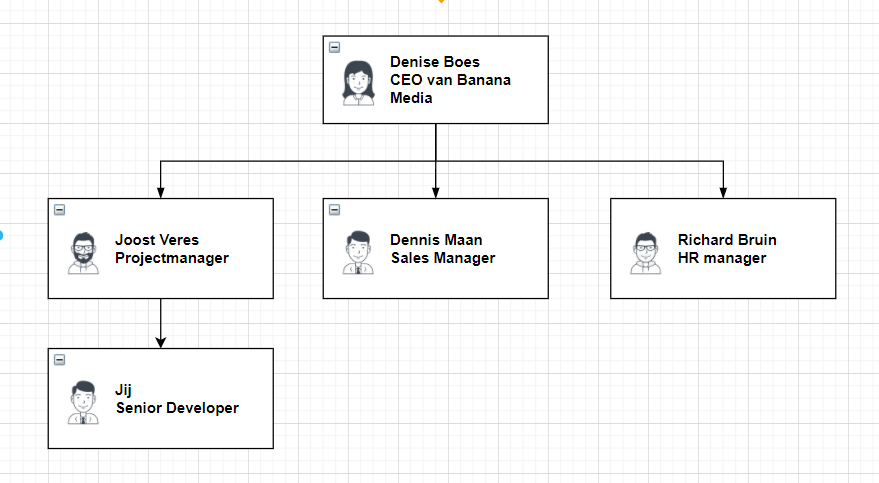 Denise Boes
CEO van Banana
Media
Joost Veres
Projectmanager
Dennis Maan
Sales Manager
Richard Bruin
HR manager
Jij
Senior Developer